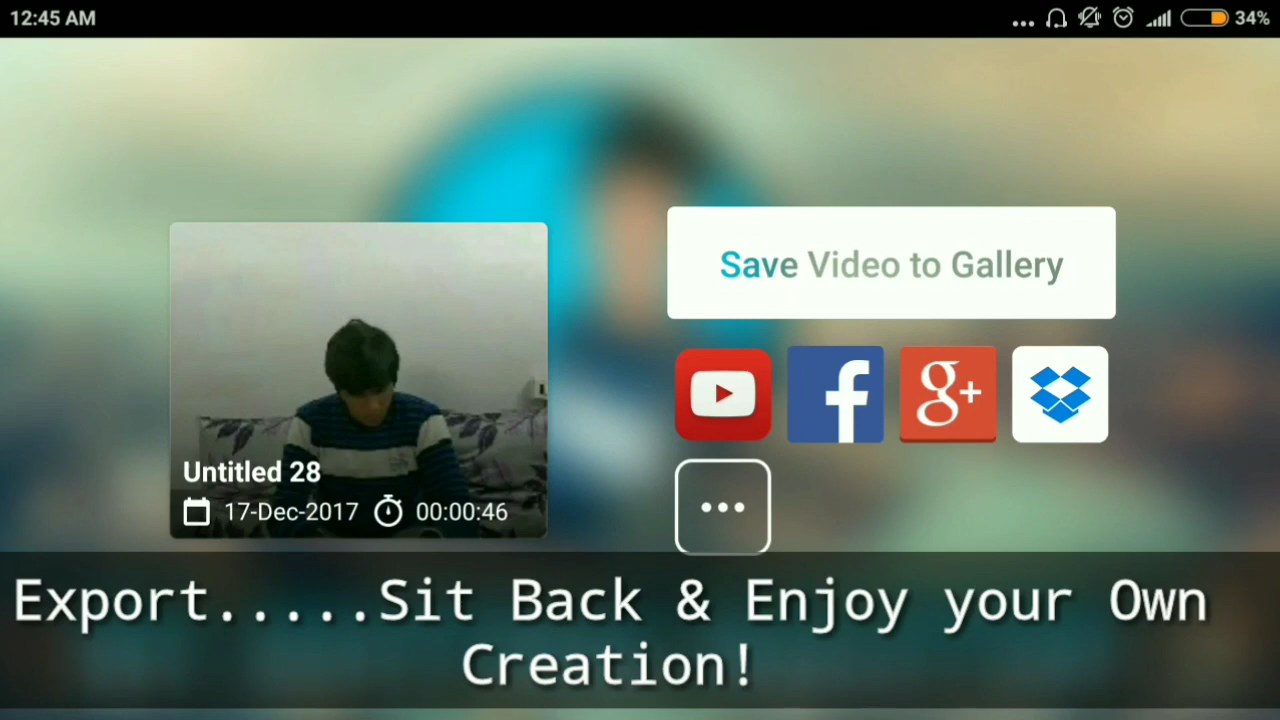 12:45 AM
34%
Save Video to Gallery
f
g+
Untitled 28
17-Dec-2017 00:00:46
Export.....Sit Back & Enjoy your Own
Creation!